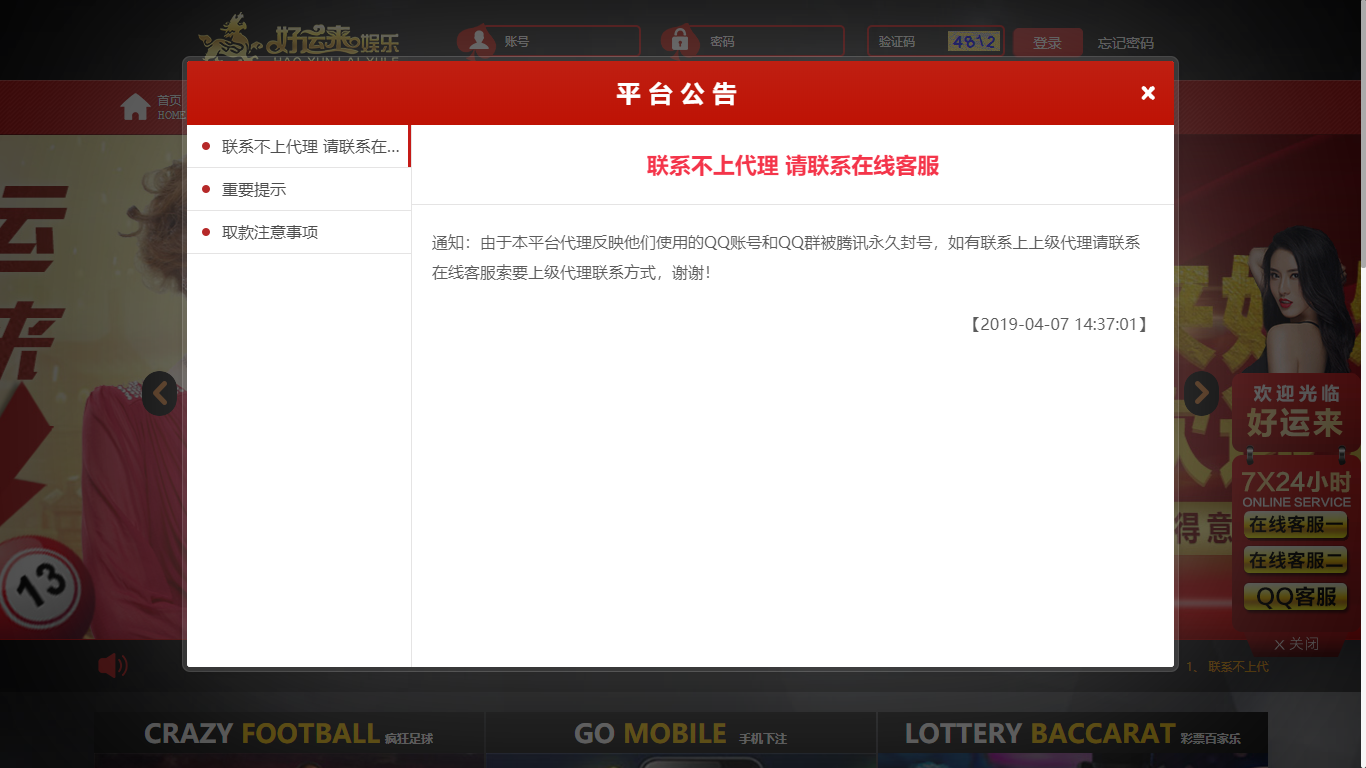 好运来娱乐
HAO YUN LAI YULE
账号
密码
验证码
4812
登录
忘记密码
首页
HOME
平台公告
联系不上代理 请联系在...
重要提示
取款注意事项
联系不上代理 请联系在线客服
通知：由于本平台代理反映他们使用的QQ账号和QQ群被腾讯永久封号，如有联系上上级代理请联系
在线客服索要上级代理联系方式，谢谢！
【2019-04-07 14:37:01】
运
来
13
得意
欢迎光临
好运来
7X24小时
ONLINE SERVICE
在线客服一
在线客服二
QQ客服
X 关闭
1、 联系不上代
CRAZY FOOTBALL 疯狂足球
GO MOBILE 手机下注
LOTTERY BACCARAT 彩票百家乐